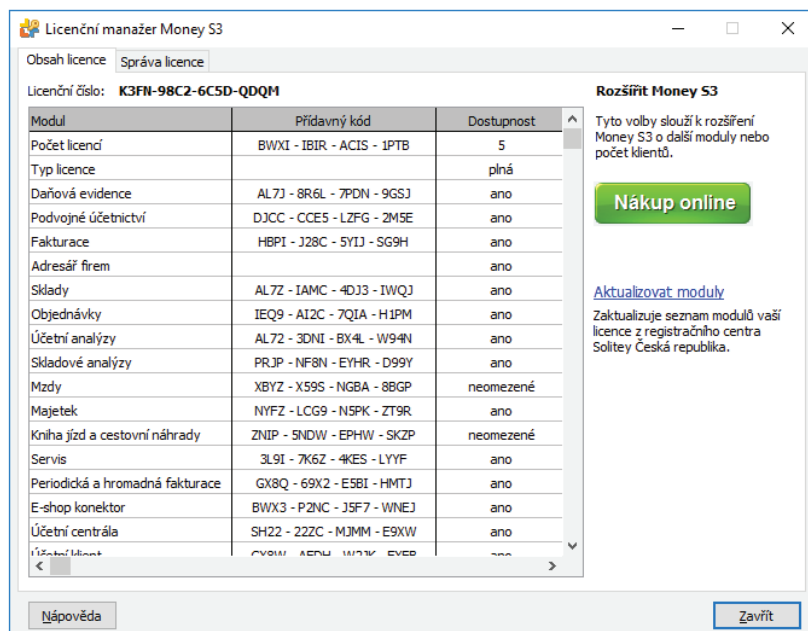 Licenční manažer Money S3
Obsah licence Správa licence
Licenční číslo: K3FN-98C2-6C5D-QDQM
Modul Přídavný kód Dostupnost
Počet licencí BWXI - IBIR - ACIS - 1PTB 5
Typ licence plná
Daňová evidence AL7J - 8R6L - 7PDN - 9GSJ ano
Podvojné účetnictví DJCC - CCE5 - LZFG - 2M5E ano
Fakturace HBPI - J28C - 5YIJ - SG9H ano
Adresář firem ano
Sklady AL7Z - IAMC - 4DJ3 - IWQJ ano
Objednávky IEQ9 - AI2C - 7QIA - H1PM ano
Účetní analýzy AL72 - 3DNI - BX4L - W94N ano
Skladové analýzy PRJP - NF8N - EYHR - D99Y ano
Mzdy XBYZ - X59S - NGBA - 8BGP neomezené
Majetek NYFZ - LCG9 - N5PK - ZT9R ano
Kniha jízd a cestovní náhrady ZNIP - 5NDW - EPHW - SKZP neomezené
Servis 3L9I - 7K6Z - 4KES - LYYF ano
Periodická a hromadná fakturace GX8Q - 69X2 - E5BI - HMTJ ano
E-shop konektor BWX3 - P2NC - J5F7 - WNEJ ano
Účetní centrála SH22 - 22ZC - MJMM - E9XW ano
Účetní klient ano
Rozšířit Money S3
Tyto volby slouží k rozšíření
Money S3 o další moduly nebo
počet klientů.
Nákup online
Aktualizovat moduly
Zaktualizuje seznam modulů vaší
licence z registračního centra
Solitey Česká republika.
Nápověda Zavřít